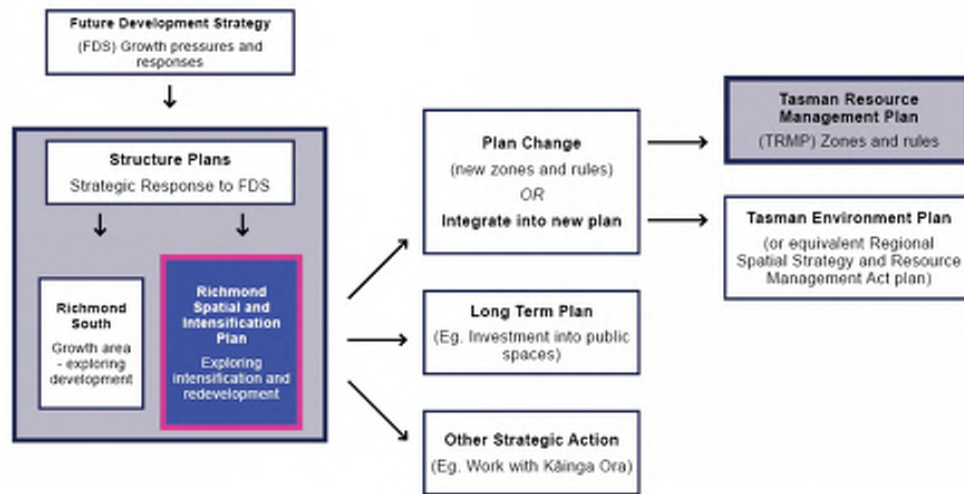 Future Development Strategy
(FDS) Growth pressures and
responses
Structure Plans
Strategic Response to FDS
Richmond
South
Growth area
- exploring
development
Richmond
Spatial and
Intensification
Plan
Exploring
intensification and
redevelopment
Plan Change
(new zones and rules)
OR
Integrate into new plan
Long Term Plan
(Eg. Investment into public
spaces)
Other Strategic Action
(Eg. Work with Kāinga Ora)
Tasman Resource
Management Plan
(TRMP) Zones and rules
Tasman Environment Plan
(or equivalent Regional
Spatial Strategy and Resource
Management Act plan)